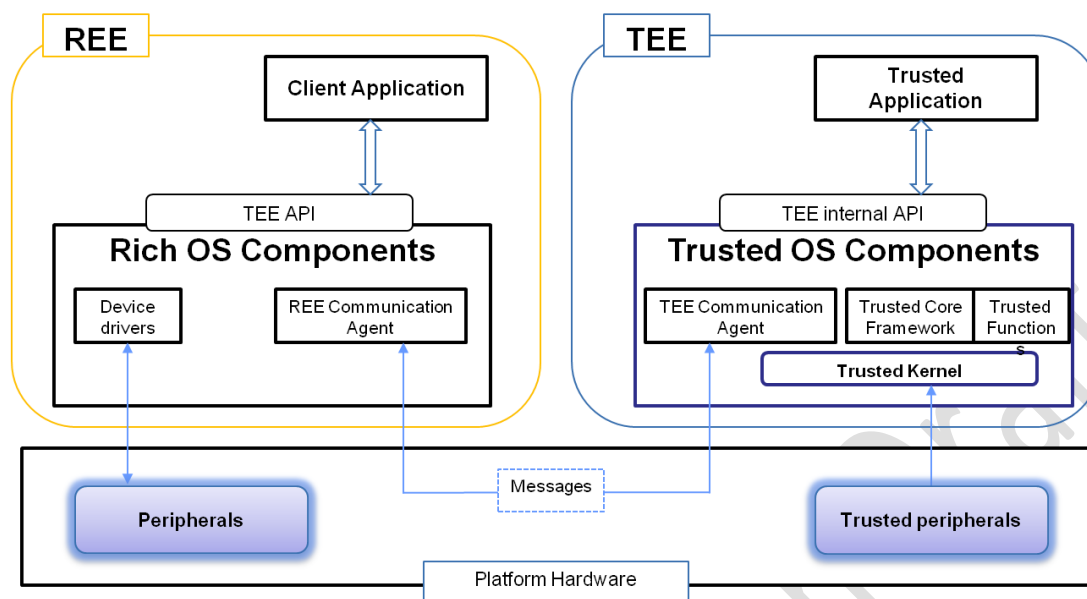 REE
TEE
Client Application
Trusted
Application
TEE API
TEE internal API
Rich OS Components
Trusted OS Components
Device
drivers
REE Communication
Agent
TEE Communication
Agent
Trusted Core
Framework
Trusted
Function
s
Trusted Kernel
Messages
Peripherals
Trusted peripherals
Platform Hardware